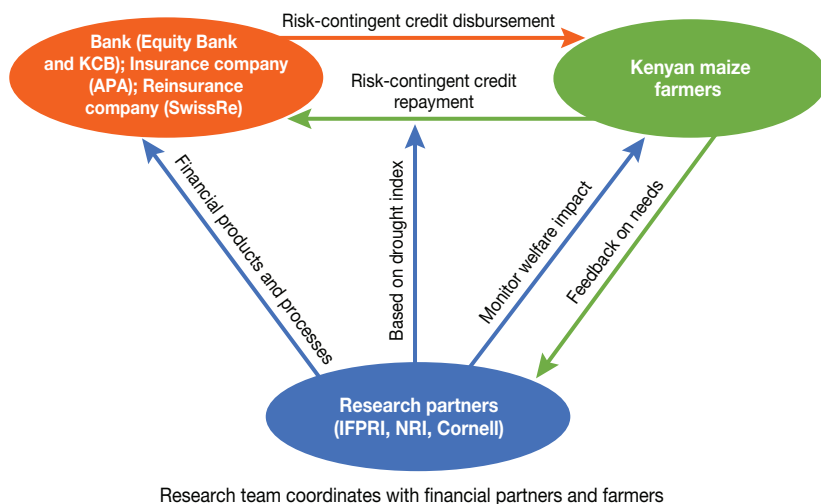 Risk-contingent credit disbursement
Bank (Equity Bank
and KCB); Insurance company
(APA); Reinsurance
company (SwissRe)
Kenyan maize
farmers
Risk-contingent credit
repayment
Financial products and processes
Based on drought index
Monitor welfare impact
Feedback on needs
Research partners
(IFPRI, NRI, Cornell)
Research team coordinates with financial partners and farmers